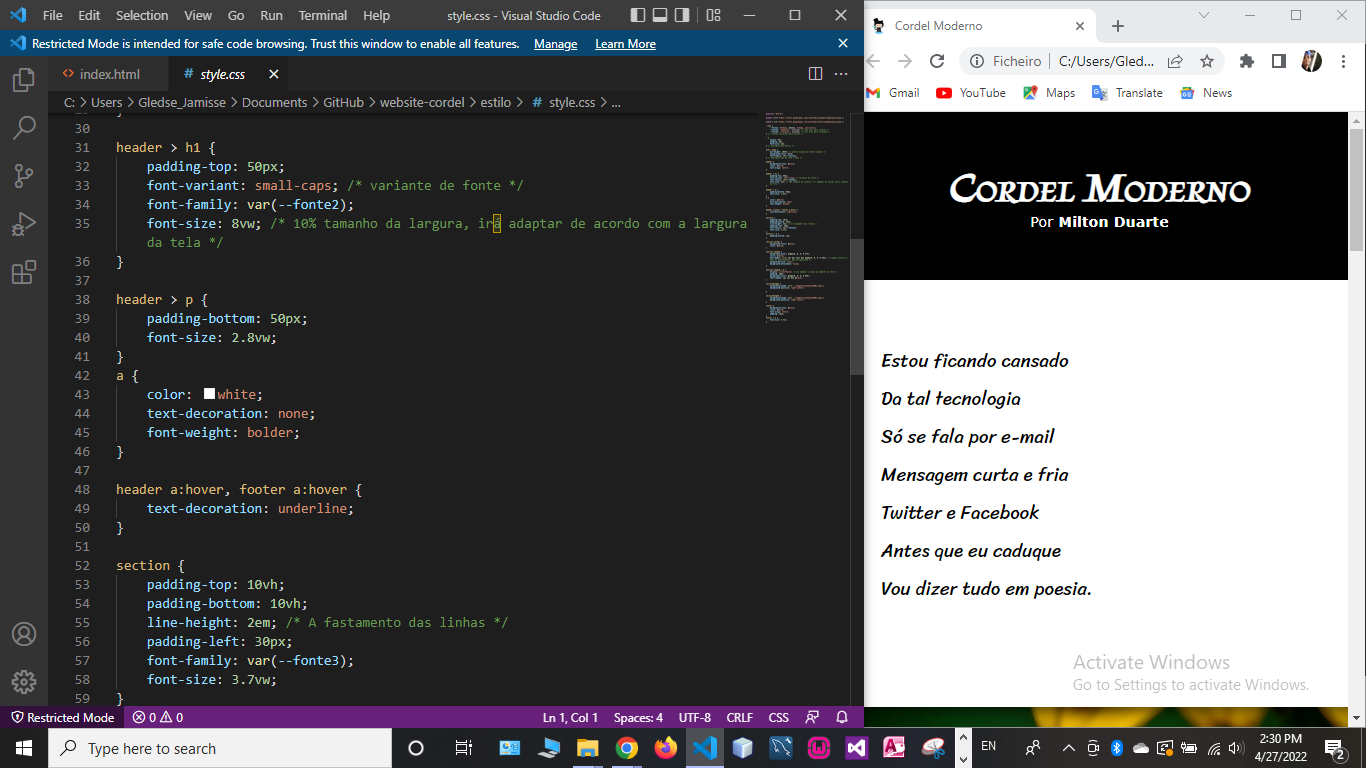 File Edit Selection View Go Run Terminal Help style.css - Visual Studio Code
Restricted Mode is intended for safe code browsing. Trust this window to enable all features. Manage Learn More
index.html # style.css
C: > Users > Gledse_Jamisse > Documents > GitHub > website-cordel > estilo > # style.css > ...
30
31 header > h1 {
32 padding-top: 50px;
33 font-variant: small-caps; /* variante de fonte */
34 font-family: var(--fonte2);
35 font-size: 8vw; /* 10% tamanho da largura, irá adaptar de acordo com a largura
da tela */
36 }
37
38 header > p {
39 padding-bottom: 50px;
40 font-size: 2.8vw;
41 }
42 a {
43 color: white;
44 text-decoration: none;
45 font-weight: bolder;
46 }
47
48 header a:hover, footer a:hover {
49 text-decoration: underline;
50 }
51
52 section {
53 padding-top: 10vh;
54 padding-bottom: 10vh;
55 line-height: 2em; /* A fastamento das linhas */
56 padding-left: 30px;
57 font-family: var(--fonte3);
58 font-size: 3.7vw;
59 }
Restricted Mode 0 0 Ln 1, Col 1 Spaces: 4 UTF-8 CRLF CSS
Cordel Moderno
Ficheiro C:/Users/Gled...
Gmail YouTube Maps Translate News
Cordel Moderno
Por Milton Duarte
Estou ficando cansado
Da tal tecnologia
Só se fala por e-mail
Mensagem curta e fria
Twitter e Facebook
Antes que eu caduque
Vou dizer tudo em poesia.
Activate Windows
Go to Settings to activate Windows.
Type here to search
EN
2:30 PM
4/27/2022
2